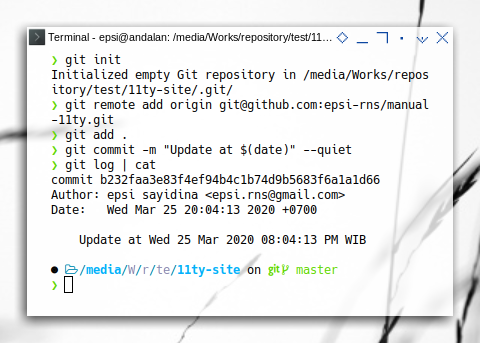 Terminal - epsi@andalan: /media/Works/repository/test/11...
❯ git init
Initialized empty Git repository in /media/Works/repos
itory/test/11ty-site/.git/
❯ git remote add origin git@github.com:epsi-rns/manual
-11ty.git
❯ git add .
❯ git commit -m "Update at $(date)" --quiet
❯ git log | cat
commit b232faa3e83f4ef94b4c1b74d9b5683f6a1a1d66
Author: epsi sayidina <epsi.rns@gmail.com>
Date:   Wed Mar 25 20:04:13 2020 +0700
Update at Wed 25 Mar 2020 08:04:13 PM WIB
● /media/W/r/te/11ty-site on git master
❯